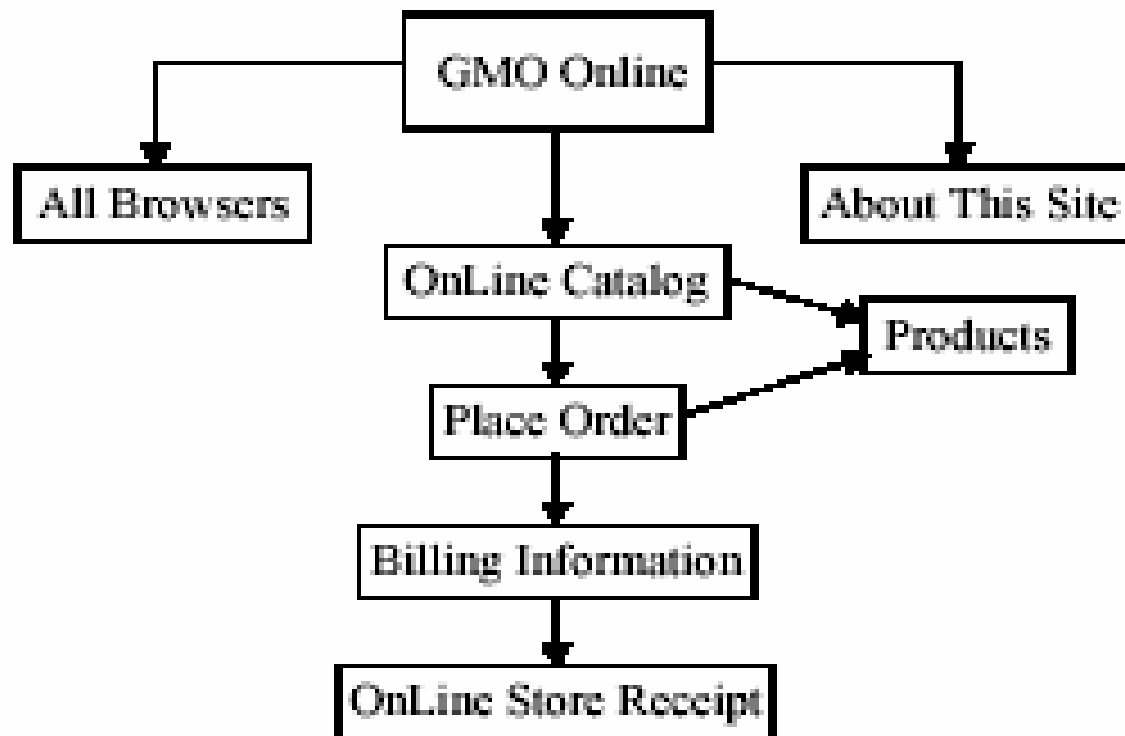 GMO Online
All Browsers
About This Site
OnLine Catalog
Products
Place Order
Billing Information
OnLine Store Receipt